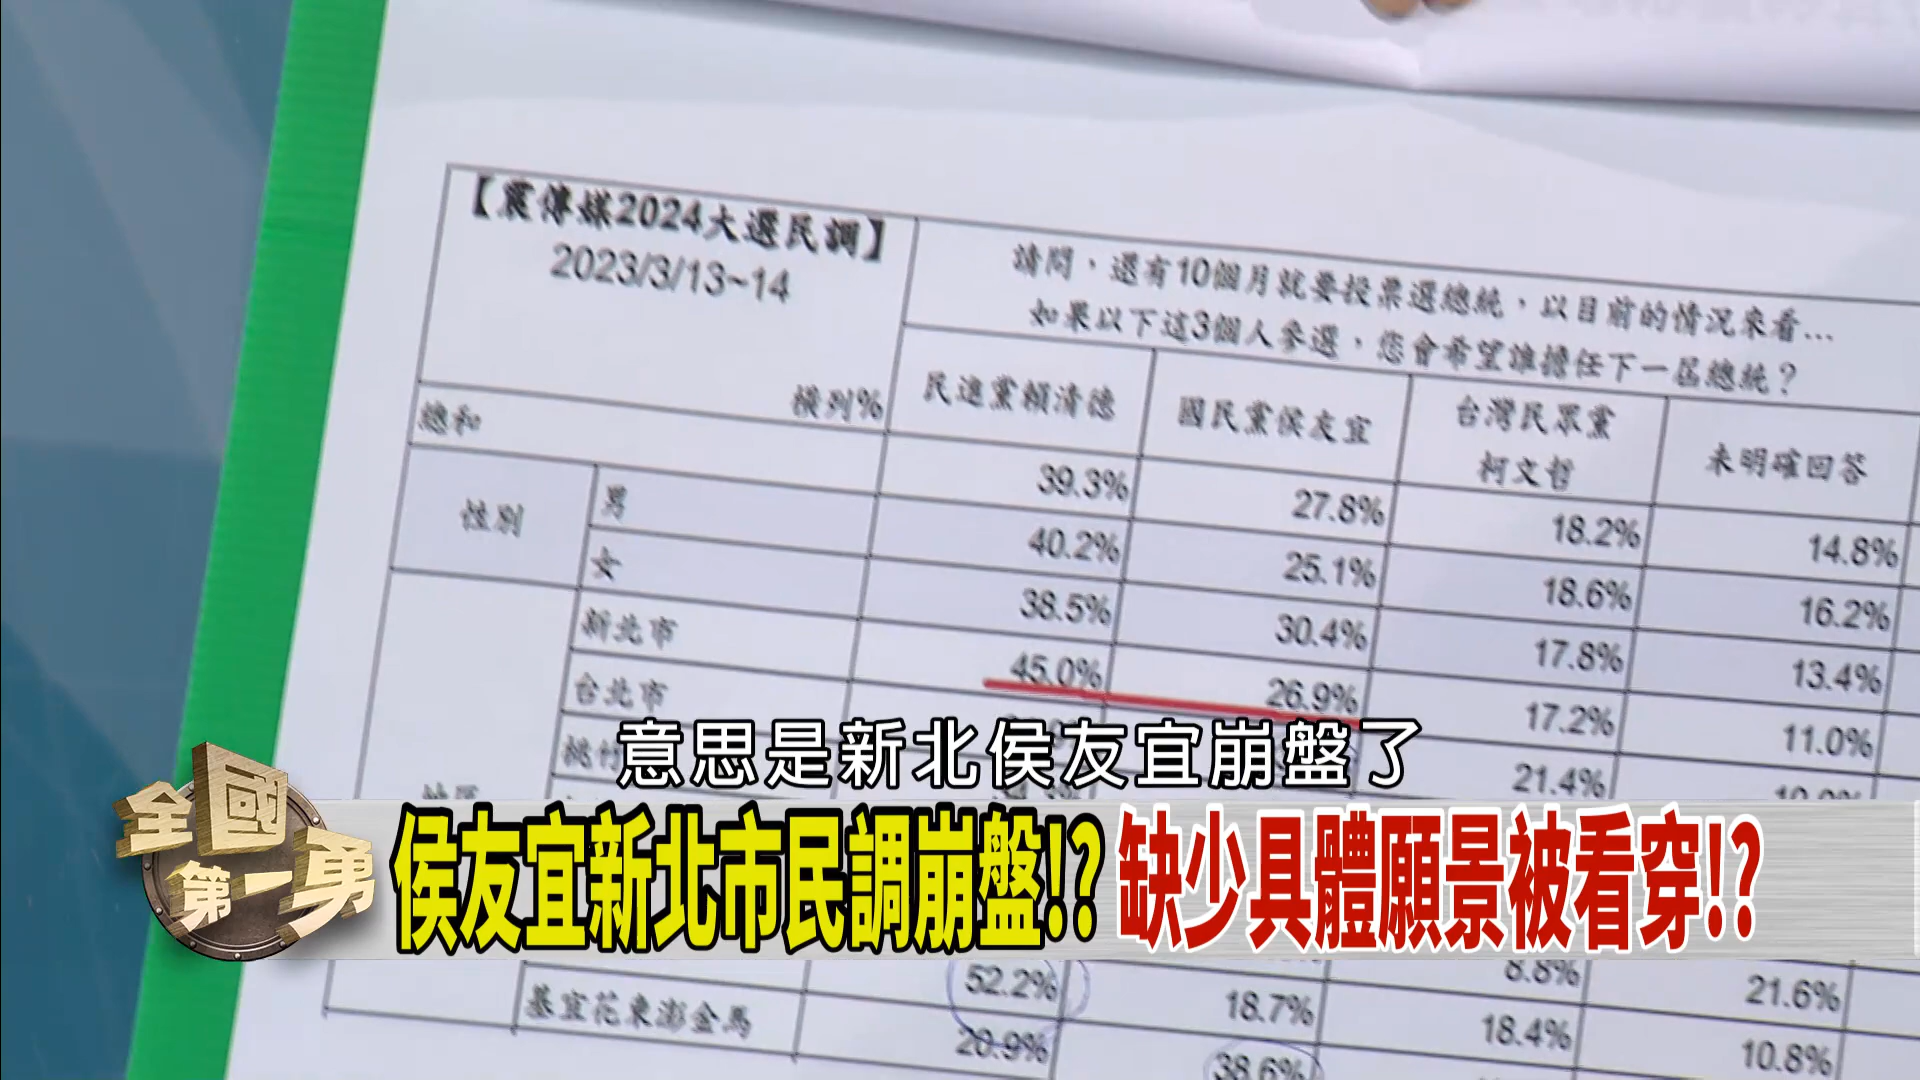 【震傳媒2024大選民調】
2023/3/13~14
橫列%
請問，還有10個月就要投票選總統，以目前的情況來看...
如果以下這3個人參選，您會希望誰擔任下一屆總統？
民進黨賴清德
國民黨侯友宜
台灣民眾黨
柯文哲
未明確回答
總和
39.3%
27.8%
18.2%
14.8%
性別
男
40.2%
25.1%
18.6%
16.2%
女
38.5%
30.4%
17.8%
13.4%
新北市
45.0%
26.9%
17.2%
11.0%
台北市
21.4%
桃竹
意思是新北侯友宜崩盤了
全國第一勇
侯友宜新北市民調崩盤!? 缺少具體願景被看穿!?
52.2%
18.7%
8.8%
21.6%
基宜花東澎金馬
20.9%
38.6%
18.4%
10.8%